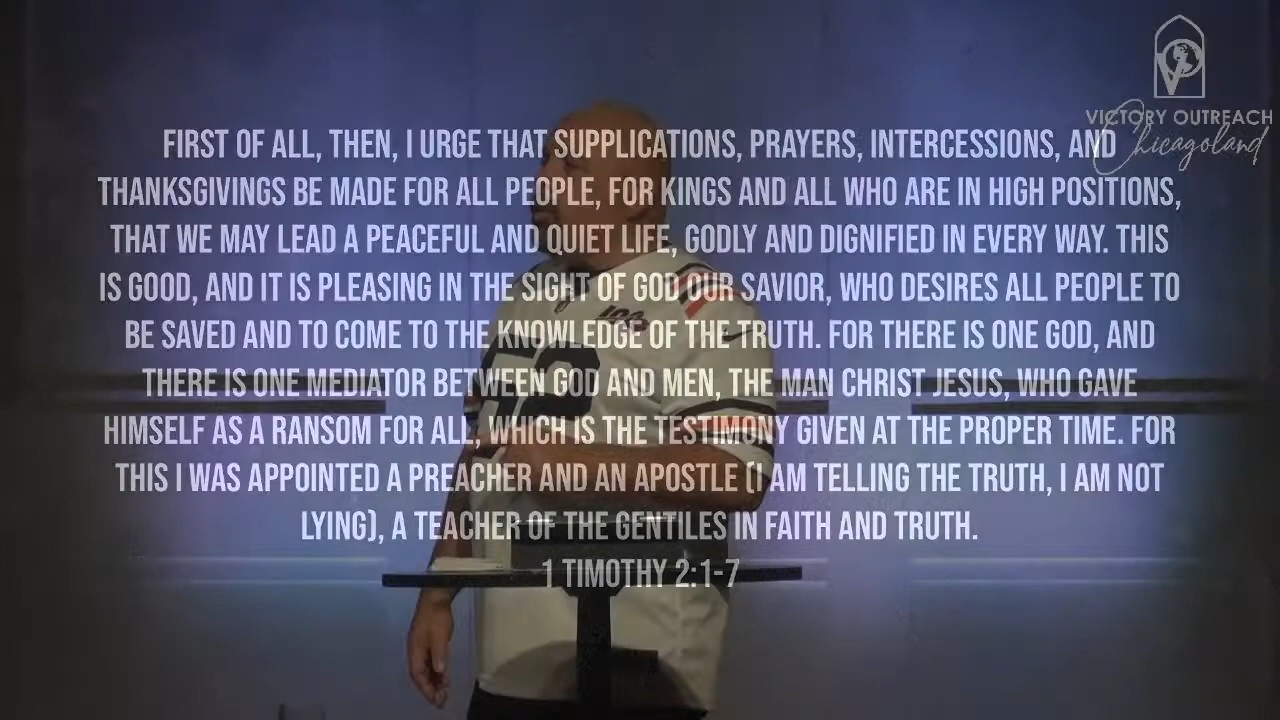 VICTORY OUTREACH
Chicagoland
FIRST OF ALL, THEN, I URGE THAT SUPPLICATIONS, PRAYERS, INTERCESSIONS, AND
THANKSGIVINGS BE MADE FOR ALL PEOPLE, FOR KINGS AND ALL WHO ARE IN HIGH POSITIONS,
THAT WE MAY LEAD A PEACEFUL AND QUIET LIFE, GODLY AND DIGNIFIED IN EVERY WAY. THIS
IS GOOD, AND IT IS PLEASING IN THE SIGHT OF GOD OUR SAVIOR, WHO DESIRES ALL PEOPLE TO
BE SAVED AND TO COME TO THE KNOWLEDGE OF THE TRUTH. FOR THERE IS ONE GOD, AND
THERE IS ONE MEDIATOR BETWEEN GOD AND MEN, THE MAN CHRIST JESUS, WHO GAVE
HIMSELF AS A RANSOM FOR ALL, WHICH IS THE TESTIMONY GIVEN AT THE PROPER TIME. FOR
THIS I WAS APPOINTED A PREACHER AND AN APOSTLE (I AM TELLING THE TRUTH, I AM NOT
LYING), A TEACHER OF THE GENTILES IN FAITH AND TRUTH.
1 TIMOTHY 2:1-7